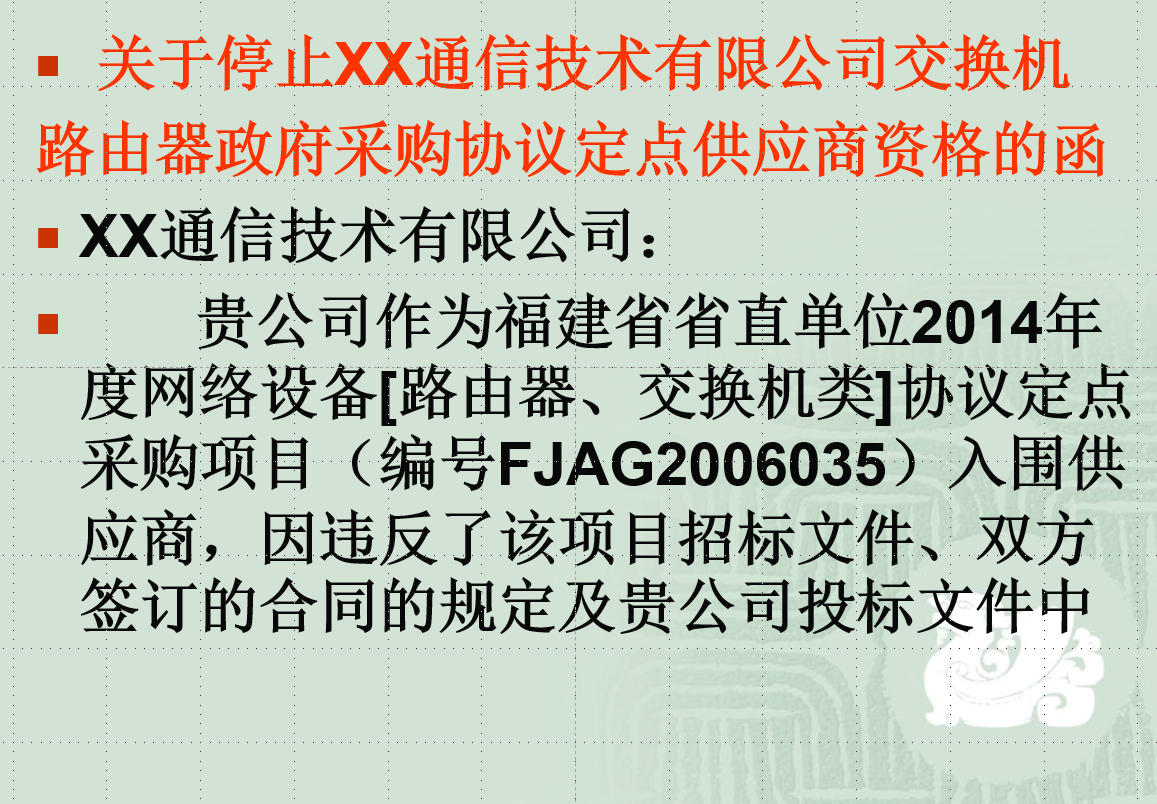 关于停止XX通信技术有限公司交换机
路由器政府采购协议定点供应商资格的函
XX通信技术有限公司：
贵公司作为福建省省直单位2014年
度网络设备[路由器、交换机类]协议定点
采购项目（编号FJAG2006035）入围供
应商，因违反了该项目招标文件、双方
签订的合同的规定及贵公司投标文件中